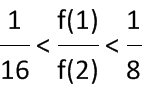 1/16 < f(1)/f(2) < 1/8